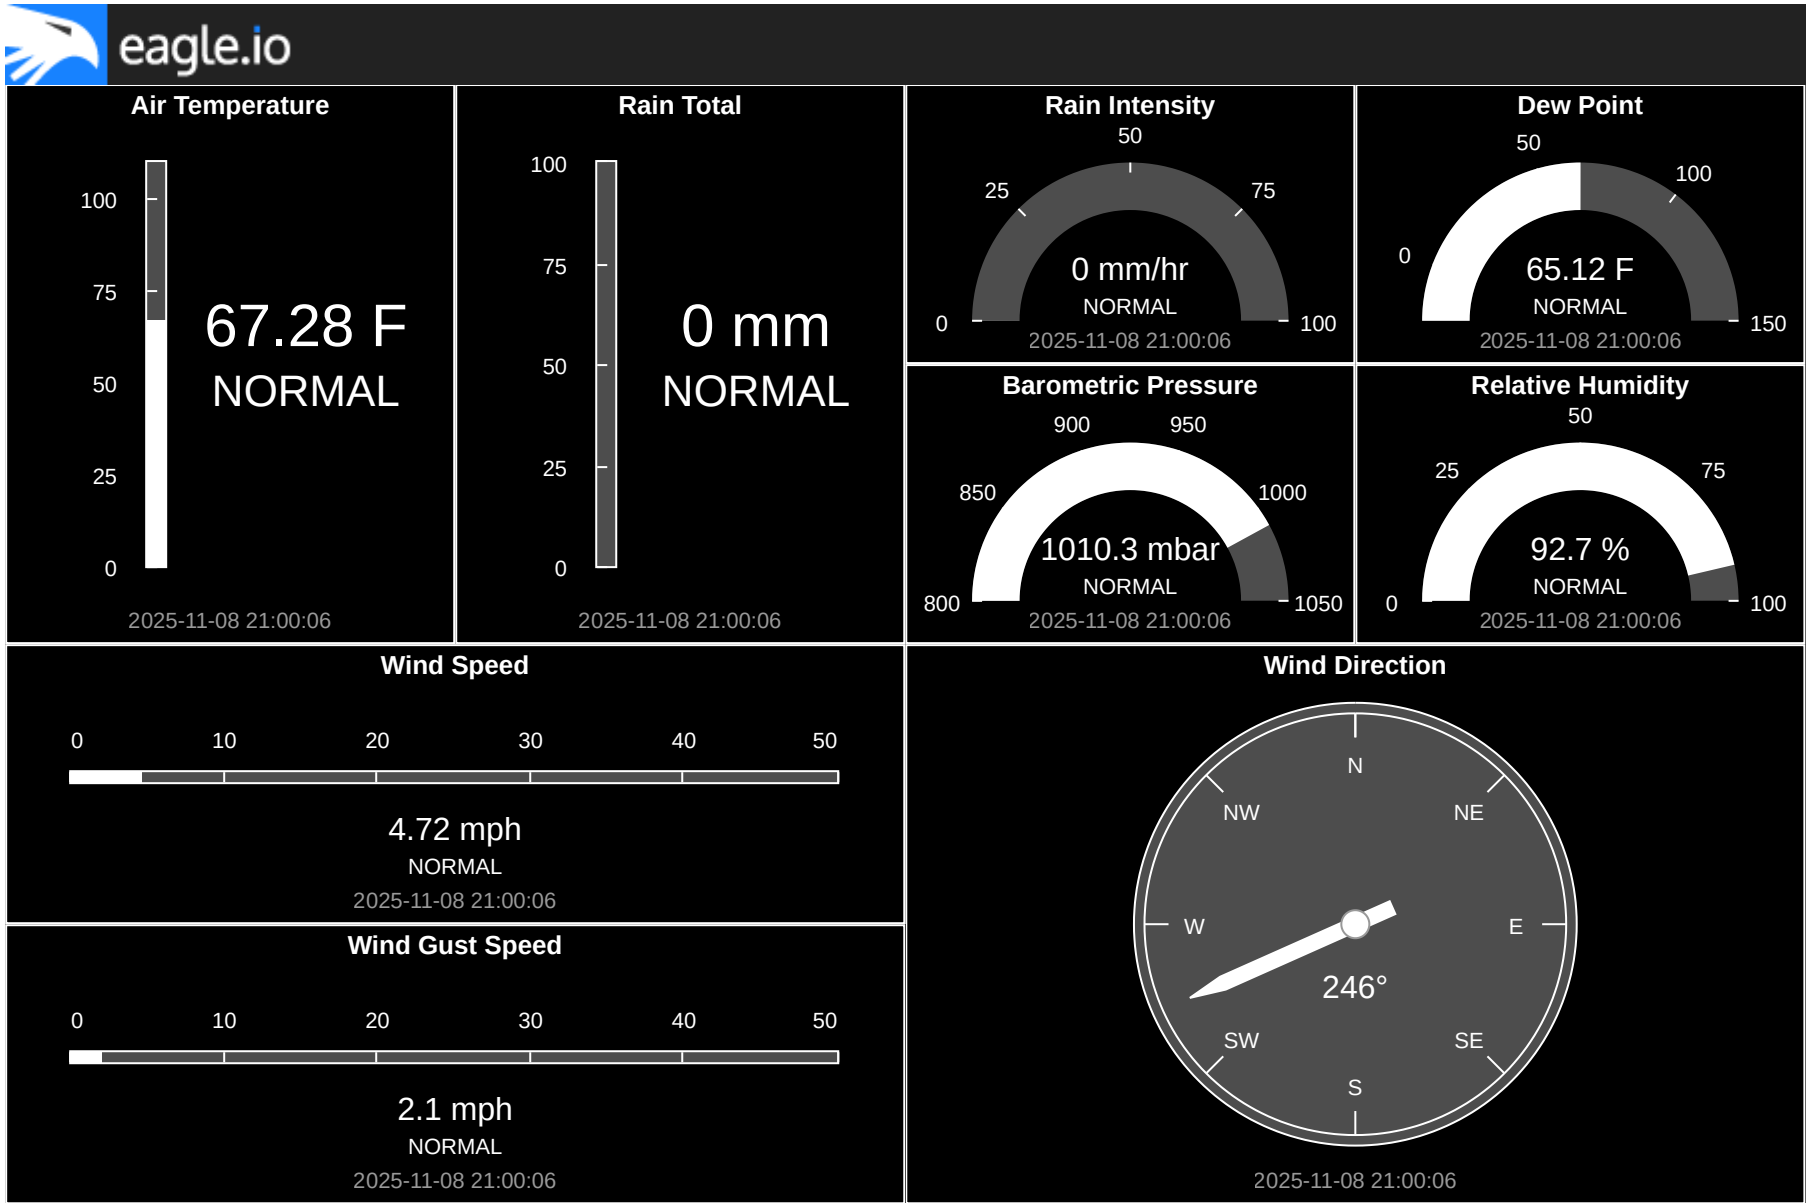 eagle.io
Air Temperature
100
75
50
25
0
67.28 F
NORMAL
2025-11-08 21:00:06
Rain Total
100
75
50
25
0
0 mm
NORMAL
2025-11-08 21:00:06
Rain Intensity
0
25
50
75
100
0 mm/hr
NORMAL
2025-11-08 21:00:06
Dew Point
0
50
100
150
65.12 F
NORMAL
2025-11-08 21:00:06
Barometric Pressure
800
850
900
950
1000
1050
1010.3 mbar
NORMAL
2025-11-08 21:00:06
Relative Humidity
0
25
50
75
100
92.7 %
NORMAL
2025-11-08 21:00:06
Wind Speed
0 10 20 30 40 50
4.72 mph
NORMAL
2025-11-08 21:00:06
Wind Gust Speed
0 10 20 30 40 50
2.1 mph
NORMAL
2025-11-08 21:00:06
Wind Direction
N
NW NE
W E
246°
SW SE
S
2025-11-08 21:00:06